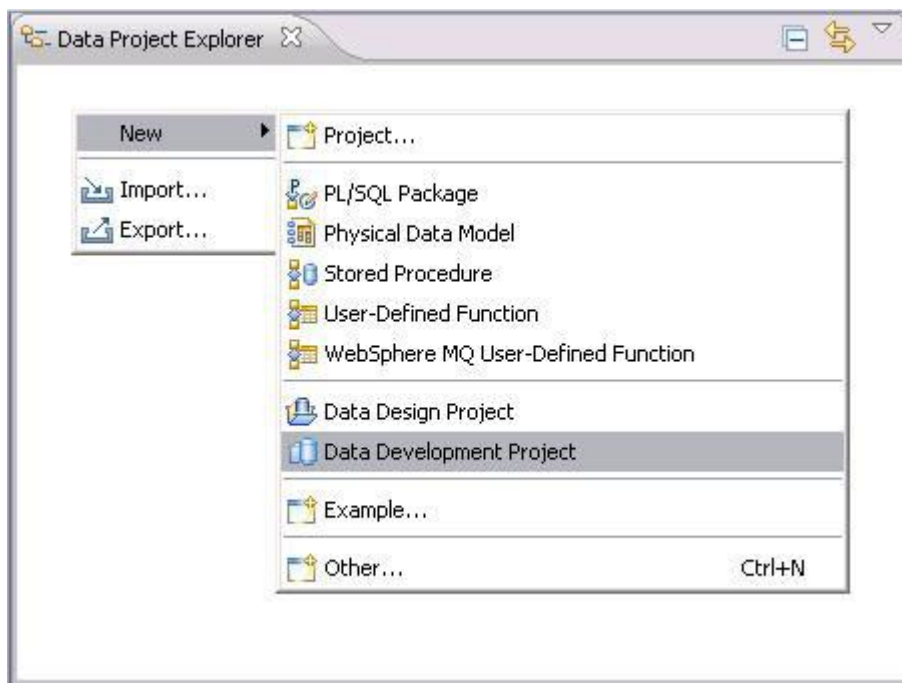 Data Project Explorer
New
Import...
Export...
Project...
PL/SQL Package
Physical Data Model
Stored Procedure
User-Defined Function
WebSphere MQ User-Defined Function
Data Design Project
Data Development Project
Example...
Other... Ctrl+N